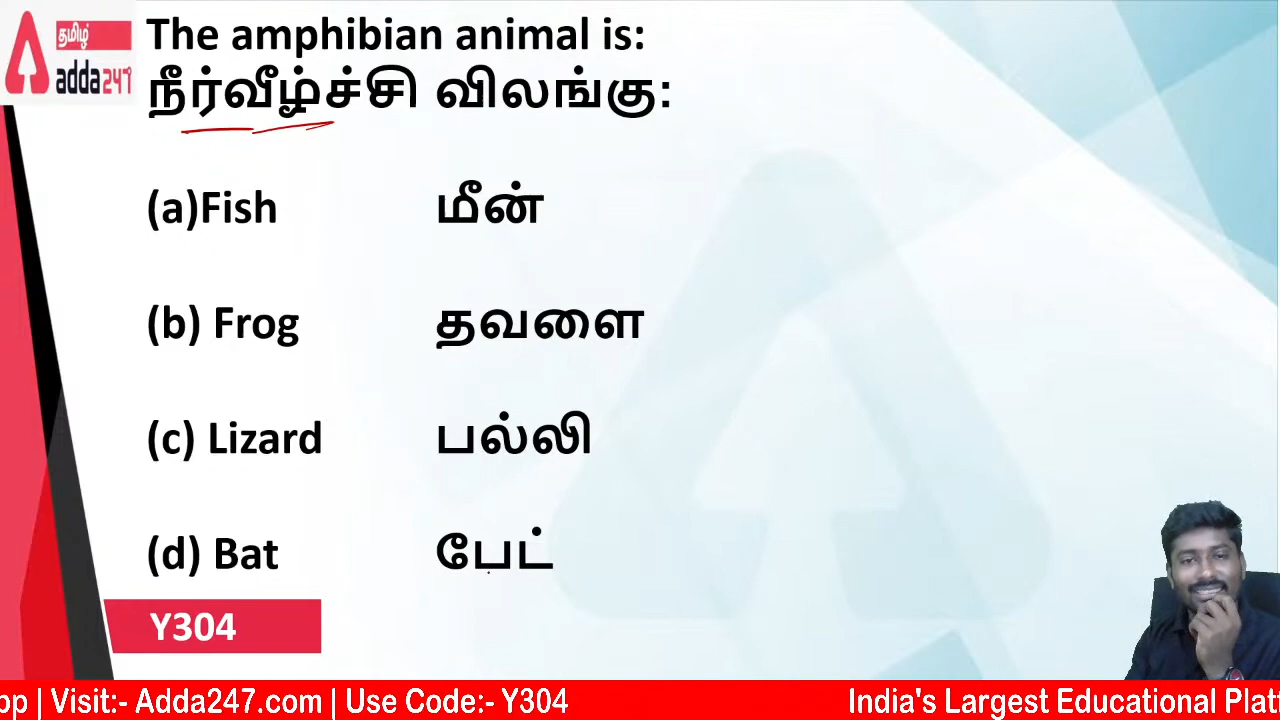 தமிழ்
adda247
The amphibian animal is:
நீர்வீழ்ச்சி விலங்கு:
(a)Fish மீன்
(b) Frog தவளை
(c) Lizard பல்லி
(d) Bat பேட்
Y304
pp | Visit:- Adda247.com | Use Code:- Y304 India's Largest Educational Platf